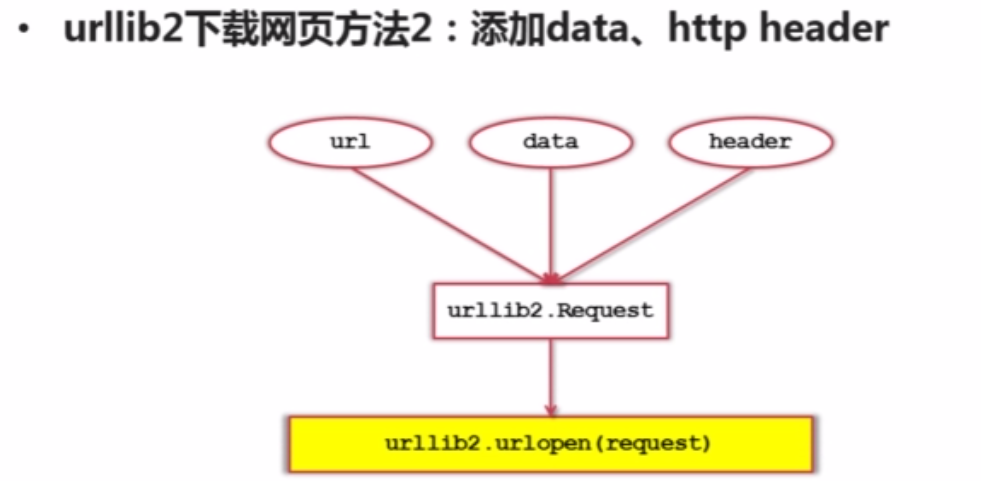 • urllib2下载网页方法2：添加data、http header
url data header
urllib2.Request
urllib2.urlopen(request)